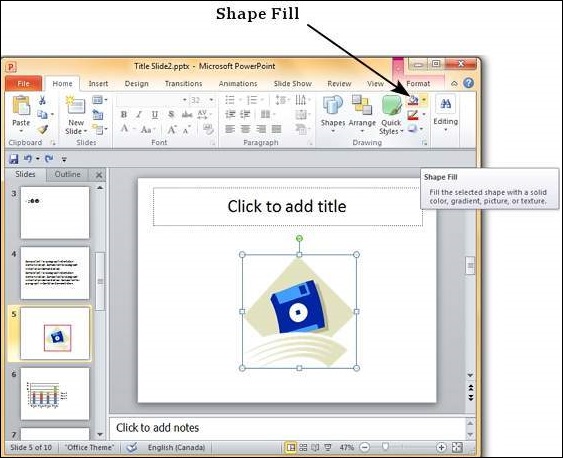 Shape Fill
Title Slide2.pptx - Microsoft PowerPoint
File Home Insert Design Transitions Animations Slide Show Review View Format
Paste New Slide Shapes Arrange Quick Styles Editing
32
B I U S abc AV
Aa A A A
Clipboard Slides Font Paragraph Drawing
Slides Outline
Shape Fill
Fill the selected shape with a solid
color, gradient, picture, or texture.
3
4
5
6
7
Click to add title
Click to add notes
Slide 5 of 10 "Office Theme" English (Canada) 47%